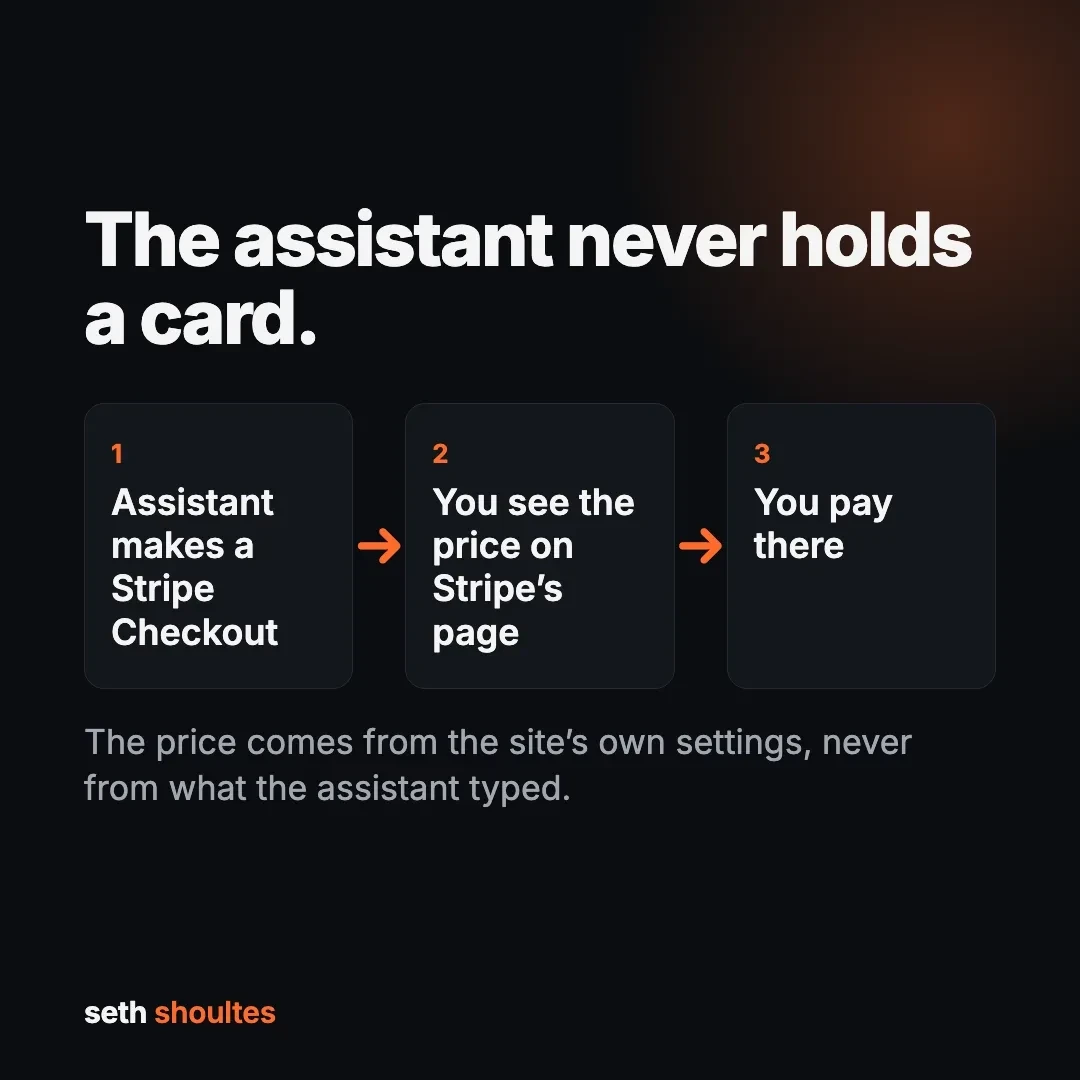 The assistant never holds
a card.
1
Assistant
makes a
Stripe
Checkout
2
You see the
price on
Stripe’s
page
3
You pay
there
The price comes from the site’s own settings, never
from what the assistant typed.
seth shoultes